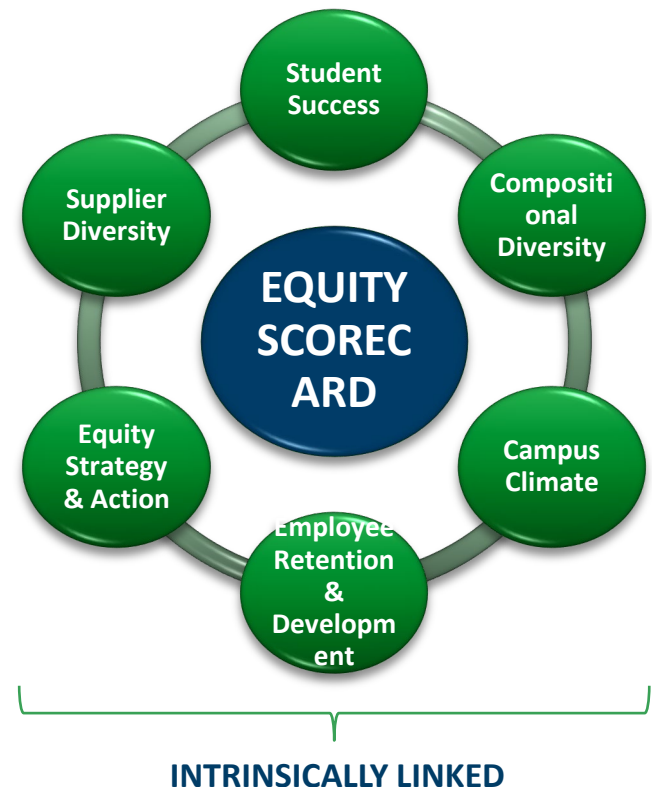 Student
Success
Compositi
onal
Diversity
Campus
Climate
Employee
Retention
&
Developm
ent
Equity
Strategy
& Action
Supplier
Diversity
EQUITY
SCOREC
ARD
INTRINSICALLY LINKED